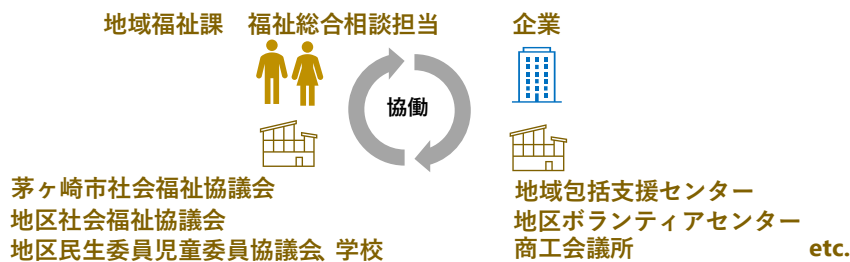 地域福祉課 福祉総合相談担当
企業
協働
茅ヶ崎市社会福祉協議会
地区社会福祉協議会
地区民生委員児童委員協議会、学校
地域包括支援センター
地区ボランティアセンター
商工会議所 etc.